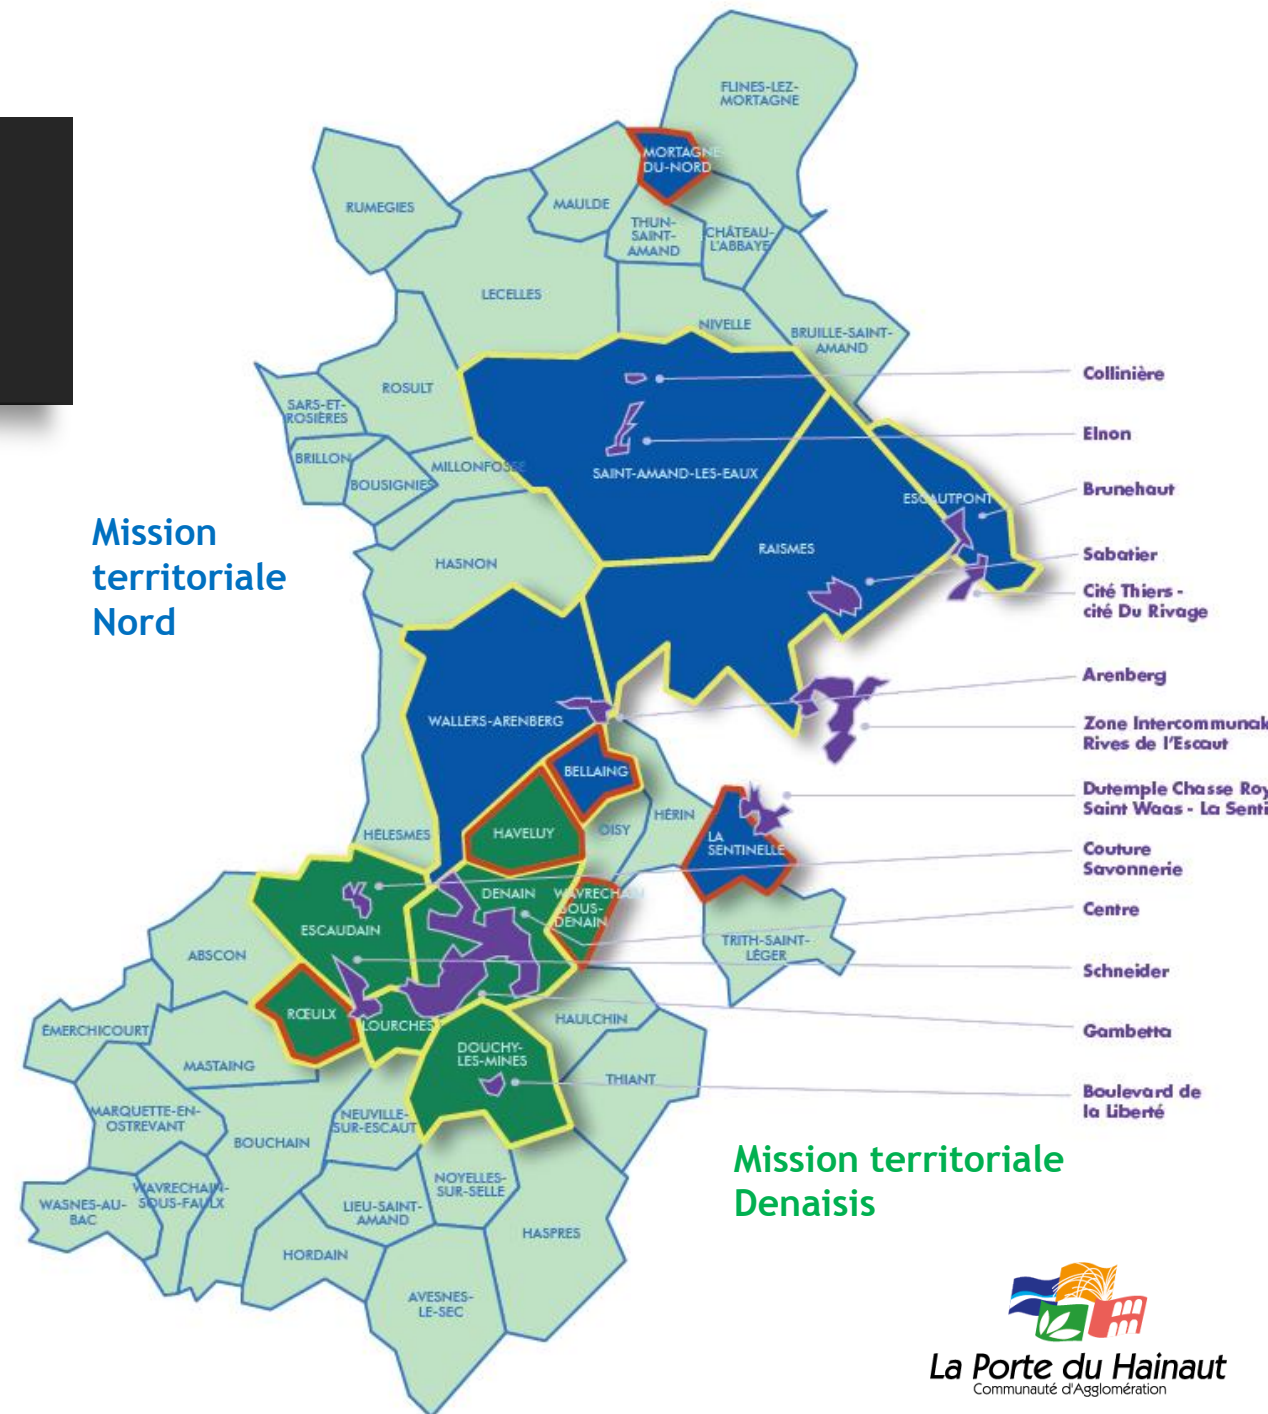 FLINES-LEZ-
MORTAGNE
MORTAGNE-
DU-NORD
RUMEGIES
MAULDE
THUN-
SAINT-
AMAND
CHÂTEAU-
L'ABBAYE
LECELLES
NIVELLE
BRUILLE-SAINT-
AMAND
ROSULT
SARS-ET-
ROSIÈRES
BRILLON
BOUSIGNIES
MILLONFOSSE
SAINT-AMAND-LES-EAUX
ESCAUTPONT
RAISMES
HASNON
Mission
territoriale
Nord
WALLERS-ARENBERG
BELLAING
HAVELUY
OISY
HÉRIN
LA
SENTINELLE
HÉLESMES
DENAIN
WAVRECHAIN
SOUS-
DENAIN
ESCAUDAIN
ABSCON
TRITH-SAINT-
LÉGER
RŒULX
LOURCHES
HAULCHIN
ÉMERCHICOURT
MASTAING
DOUCHY-
LES-MINES
THIANT
MARQUETTE-EN-
OSTREVANT
BOUCHAIN
NEUVILLE-
SUR-ESCAUT
WASNES-AU-
BAC
WAVRECHAIN-
SOUS-FAULX
LIEU-SAINT-
AMAND
NOYELLES-
SUR-SELLE
HASPRES
HORDAIN
AVESNES-
LE-SEC
Collinière
Elnon
Brunehaut
Sabatier
Cité Thiers -
cité Du Rivage
Arenberg
Zone Intercommunal
Rives de l'Escaut
Dutemple Chasse Roy
Saint Waas - La Senti
Couture
Savonnerie
Centre
Schneider
Gambetta
Boulevard de
la Liberté
Mission territoriale
Denaisis
La Porte du Hainaut
Communauté d'Agglomération